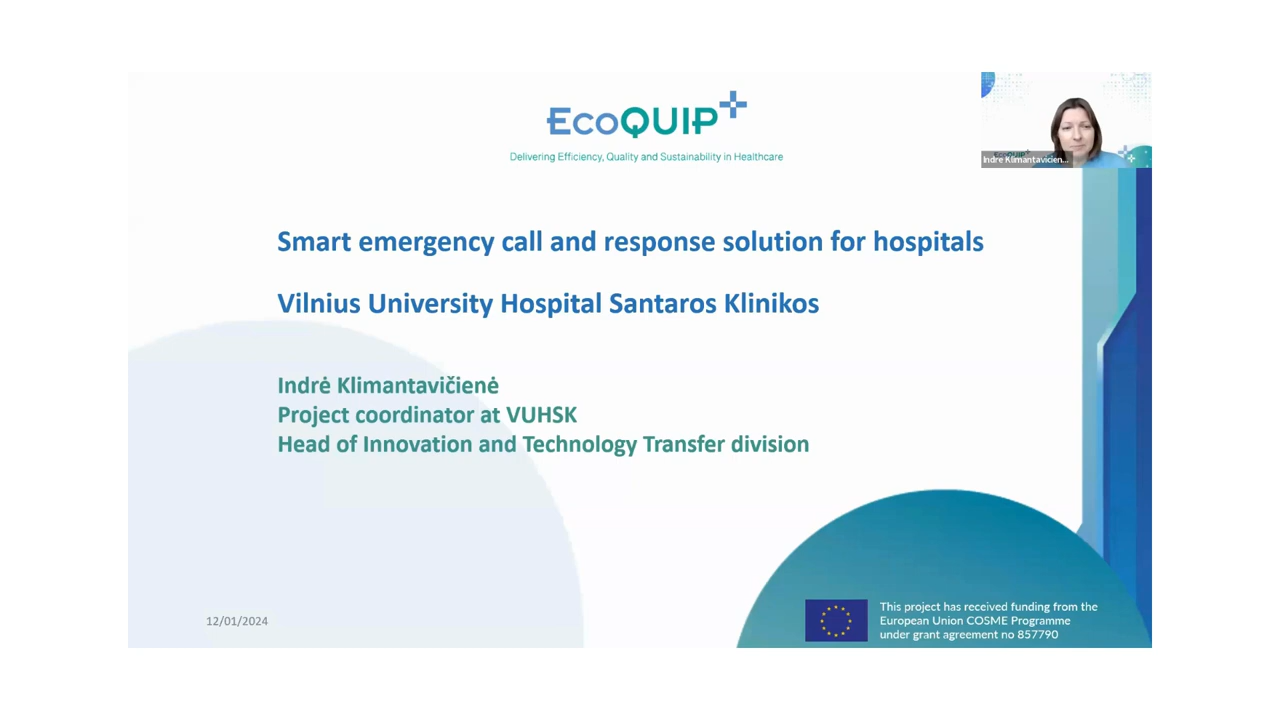 EcoQUIP+
Delivering Efficiency, Quality and Sustainability in Healthcare
Indre Klimantavicien...
Smart emergency call and response solution for hospitals
Vilnius University Hospital Santaros Klinikos
Indrė Klimantavičienė
Project coordinator at VUHSK
Head of Innovation and Technology Transfer division
12/01/2024
This project has received funding from the
European Union COSME Programme
under grant agreement no 857790